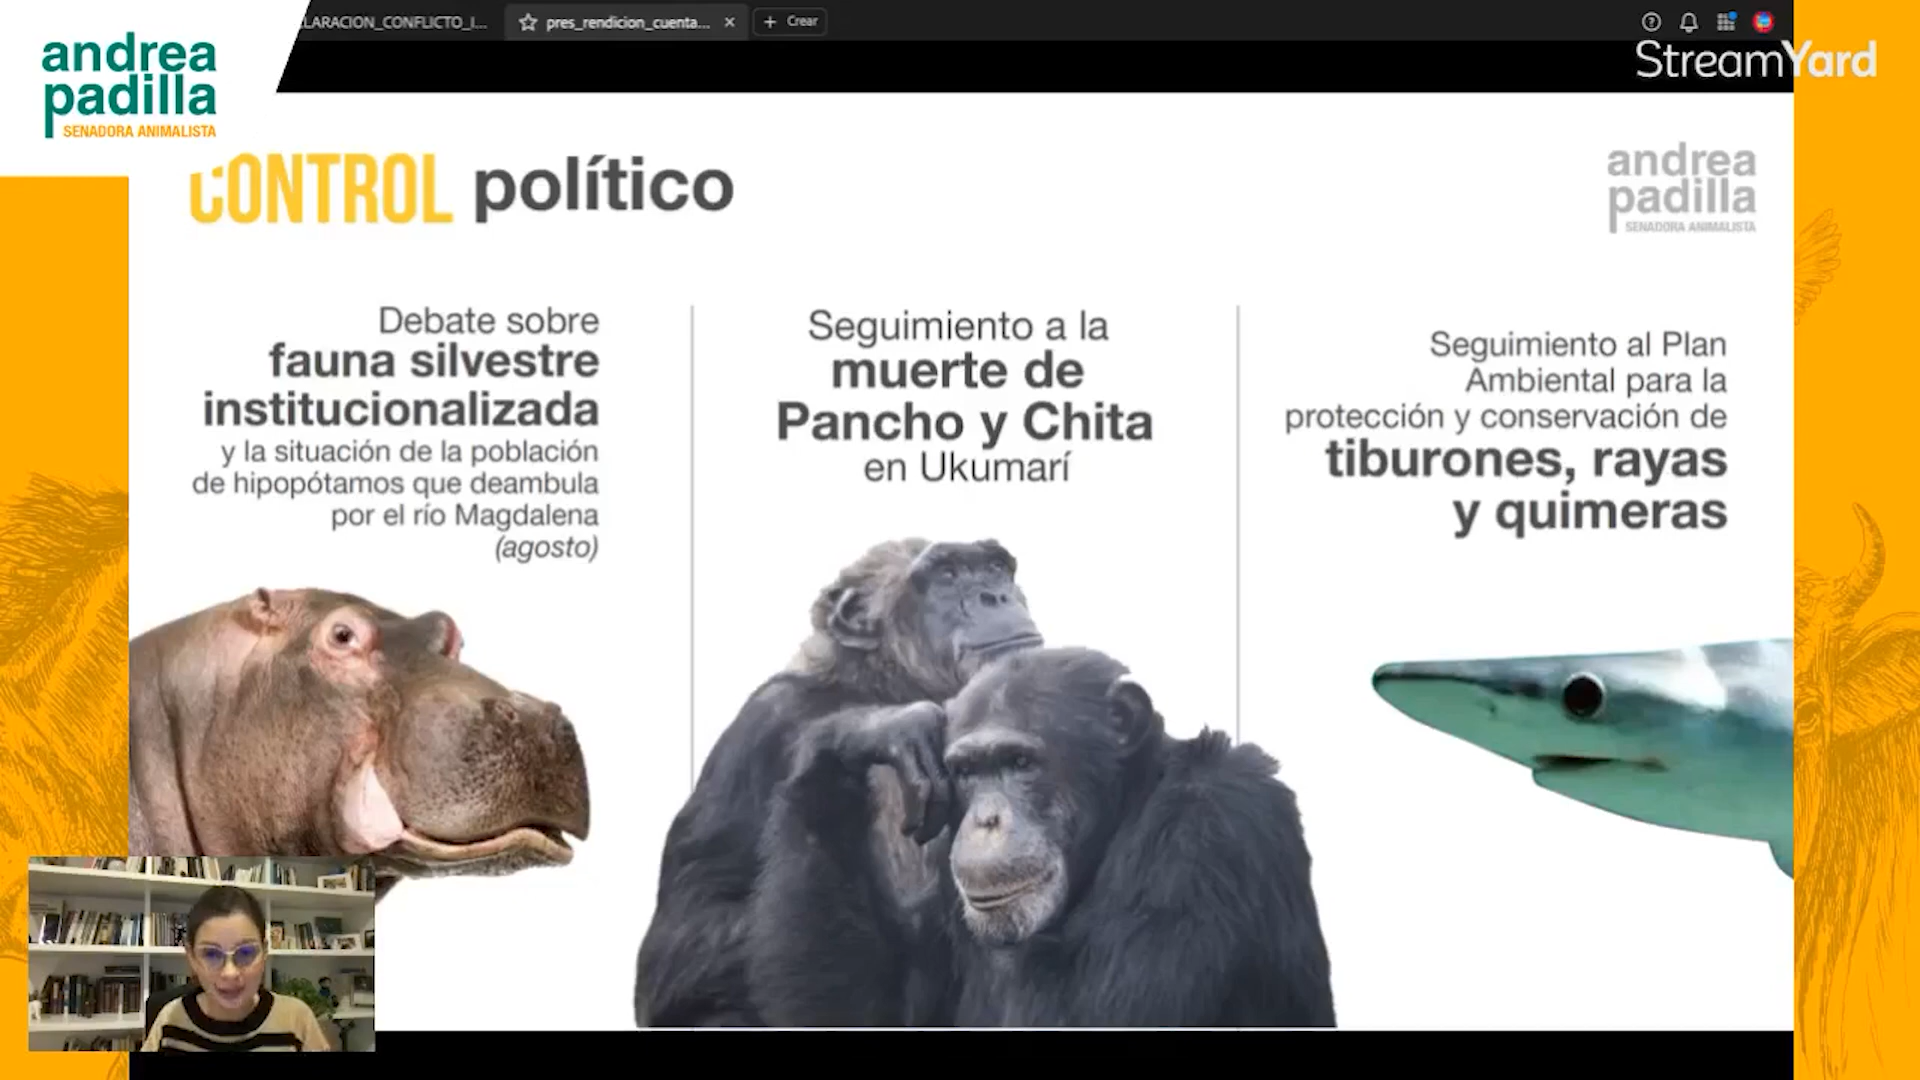 LARACION_CONFLICTO_I...
pres_rendicion_cuenta...
Crear
StreamYard
andrea
padilla
SENADORA ANIMALISTA
CONTROL político
andrea
padilla
SENADORA ANIMALISTA
Debate sobre
fauna silvestre
institucionalizada
y la situación de la población
de hipopótamos que deambula
por el río Magdalena
(agosto)
Seguimiento a la
muerte de
Pancho y Chita
en Ukumarí
Seguimiento al Plan
Ambiental para la
protección y conservación de
tiburones, rayas
y quimeras